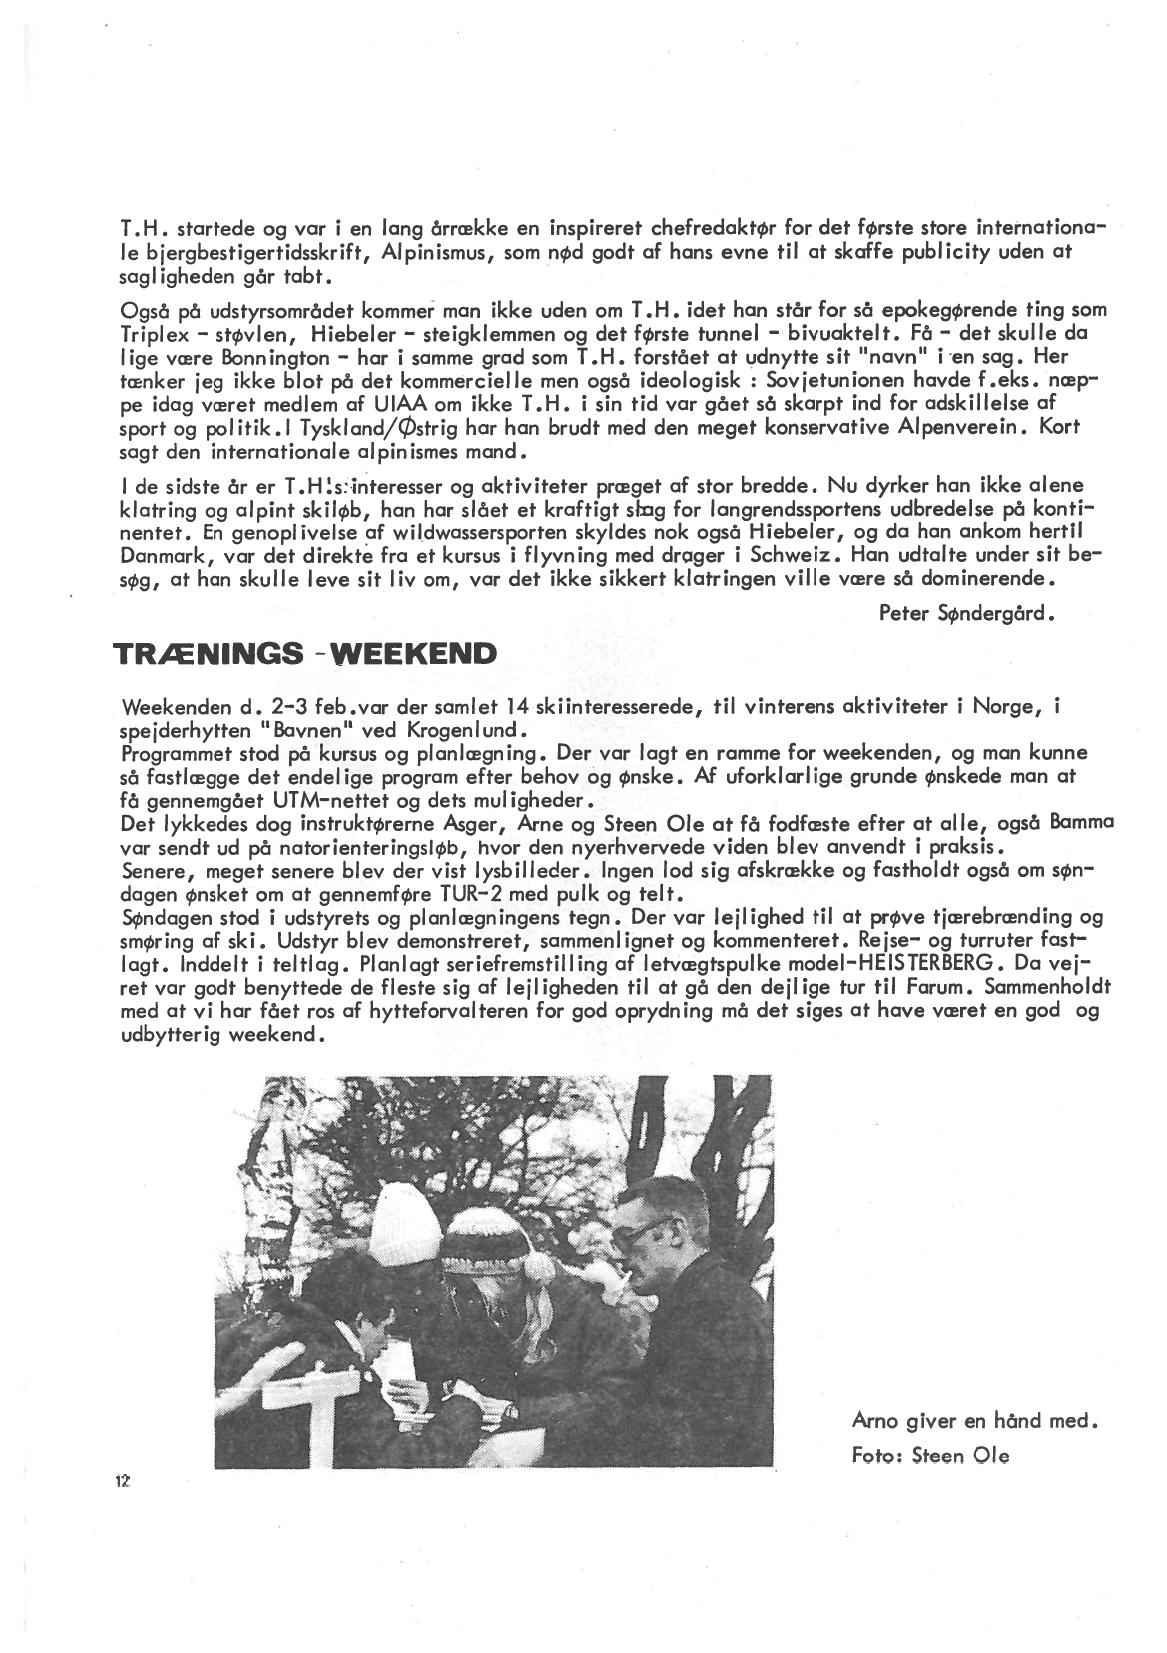 T.H. startede og var i en lang årrække en inspireret chefredaktør for det første store internationa-
le bjergbestigertidsskrift, Alpinismus, som nød godt af hans evne til at skaffe publicity uden at
sagligheden går tabt.
Også på udstyrsområdet kommer man ikke uden om T.H. idet han står for så epokegørende ting som
Triplex - støvlen, Hiebeler - steigklemmen og det første tunnel - bivuaktelt. Få - det skulle da
lige være Bonnington - har i samme grad som T.H. forstået at udnytte sit "navn" i en sag. Her
tænker jeg ikke blot på det kommercielle men også ideologisk : Sovjetunionen havde f.eks. næp-
pe idag været medlem af UIAA om ikke T.H. i sin tid var gået så skarpt ind for adskillelse af
sport og politik.I Tyskland/Østrig har han brudt med den meget konservative Alpenverein. Kort
sagt den internationale alpinismes mand.
I de sidste år er T.H.'s interesser og aktiviteter præget af stor bredde. Nu dyrker han ikke alene
klatring og alpint skiløb, han har slået et kraftigt slag for langrendssportens udbredelse på konti-
nentet. En genoplivelse af wildwassersporten skyldes nok også Hiebeler, og da han ankom hertil
Danmark, var det direkte fra et kursus i flyvning med drager i Schweiz. Han udtalte under sit be-
søg, at han skulle leve sit liv om, var det ikke sikkert klatringen ville være så dominerende.
Peter Søndergård.
TRÆNINGS - WEEKEND
Weekenden d. 2-3 feb.var der samlet 14 skiinteresserede, til vinterens aktiviteter i Norge, i
spejderhytten "Bavnen" ved Krogenlund.
Programmet stod på kursus og planlægning. Der var lagt en ramme for weekenden, og man kunne
så fastlægge det endelige program efter behov og ønske. Af uforklarlige grunde ønskede man at
få gennemgået UTM-nettet og dets muligheder.
Det lykkedes dog instruktørerne Asger, Arne og Steen Ole at få fodfæste efter at alle, også Bamma
var sendt ud på natorienteringsløb, hvor den nyerhvervede viden blev anvendt i praksis.
Senere, meget senere blev der vist lysbilleder. Ingen lod sig afskrække og fastholdt også om søn-
dagen ønsket om at gennemføre TUR-2 med pulk og telt.
Søndagen stod i udstyrets og planlægningens tegn. Der var lejlighed til at prøve tjærebrænding og
smøring af ski. Udstyr blev demonstreret, sammenlignet og kommenteret. Rejse- og turruter fast-
lagt. Inddelt i teltlag. Planlagt seriefremstilling af letvægtspulke model-HEISTERBERG. Da vej-
ret var godt benyttede de fleste sig af lejligheden til at gå den dejlige tur til Farum. Sammenholdt
med at vi har fået ros af hytteforvalteren for god oprydning må det siges at have været en god og
udbytterig weekend.
Arno giver en hånd med.
Foto: Steen Ole
12